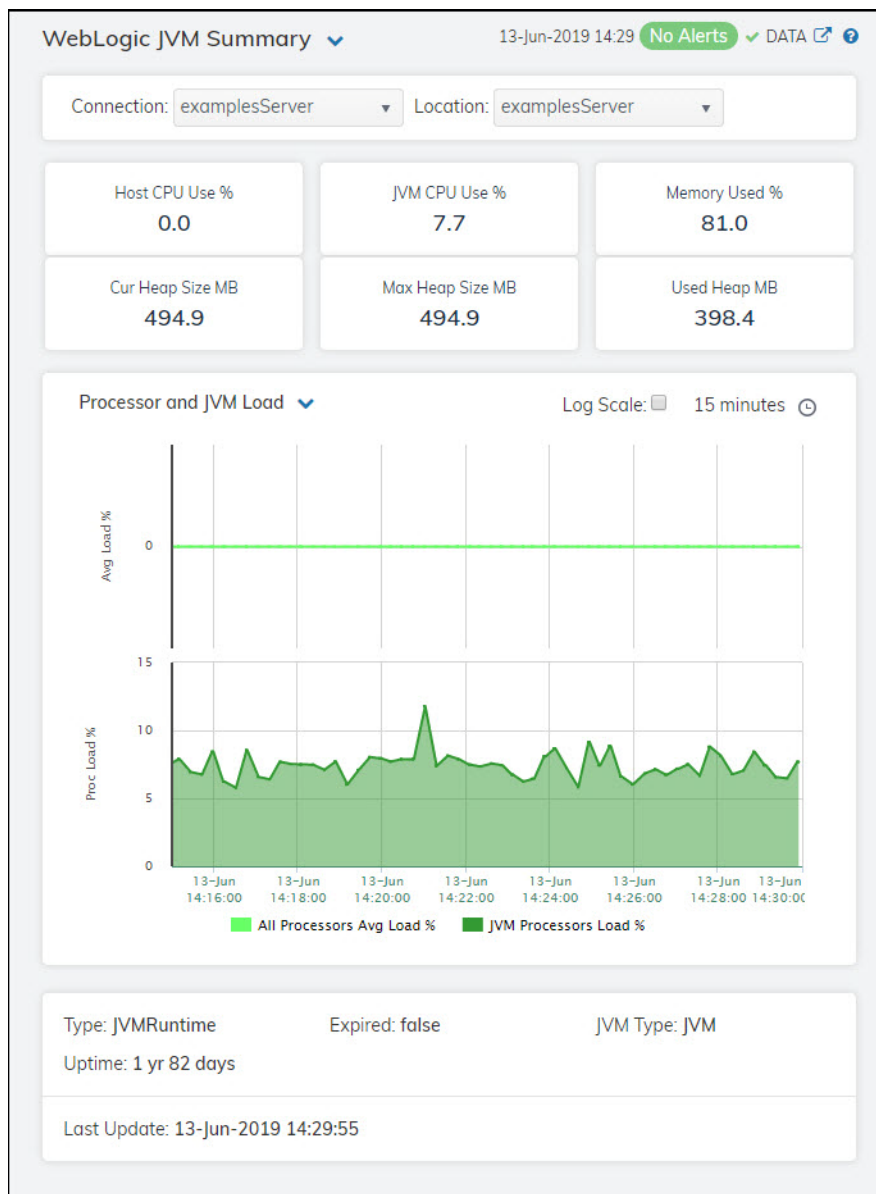 WebLogic JVM Summary 13-Jun-2019 14:29 No Alerts DATA
Connection: examplesServer Location: examplesServer
Host CPU Use % JVM CPU Use % Memory Used %
0.0 7.7 81.0
Cur Heap Size MB Max Heap Size MB Used Heap MB
494.9 494.9 398.4
Processor and JVM Load Log Scale: 15 minutes
Avg Load %
0
Proc Load %
15
10
5
0
13-Jun 13-Jun 13-Jun 13-Jun 13-Jun 13-Jun 13-Jun 13-Jun
14:16:00 14:18:00 14:20:00 14:22:00 14:24:00 14:26:00 14:28:00 14:30:00
All Processors Avg Load % JVM Processors Load %
Type: JVMRuntime Expired: false JVM Type: JVM
Uptime: 1 yr 82 days
Last Update: 13-Jun-2019 14:29:55